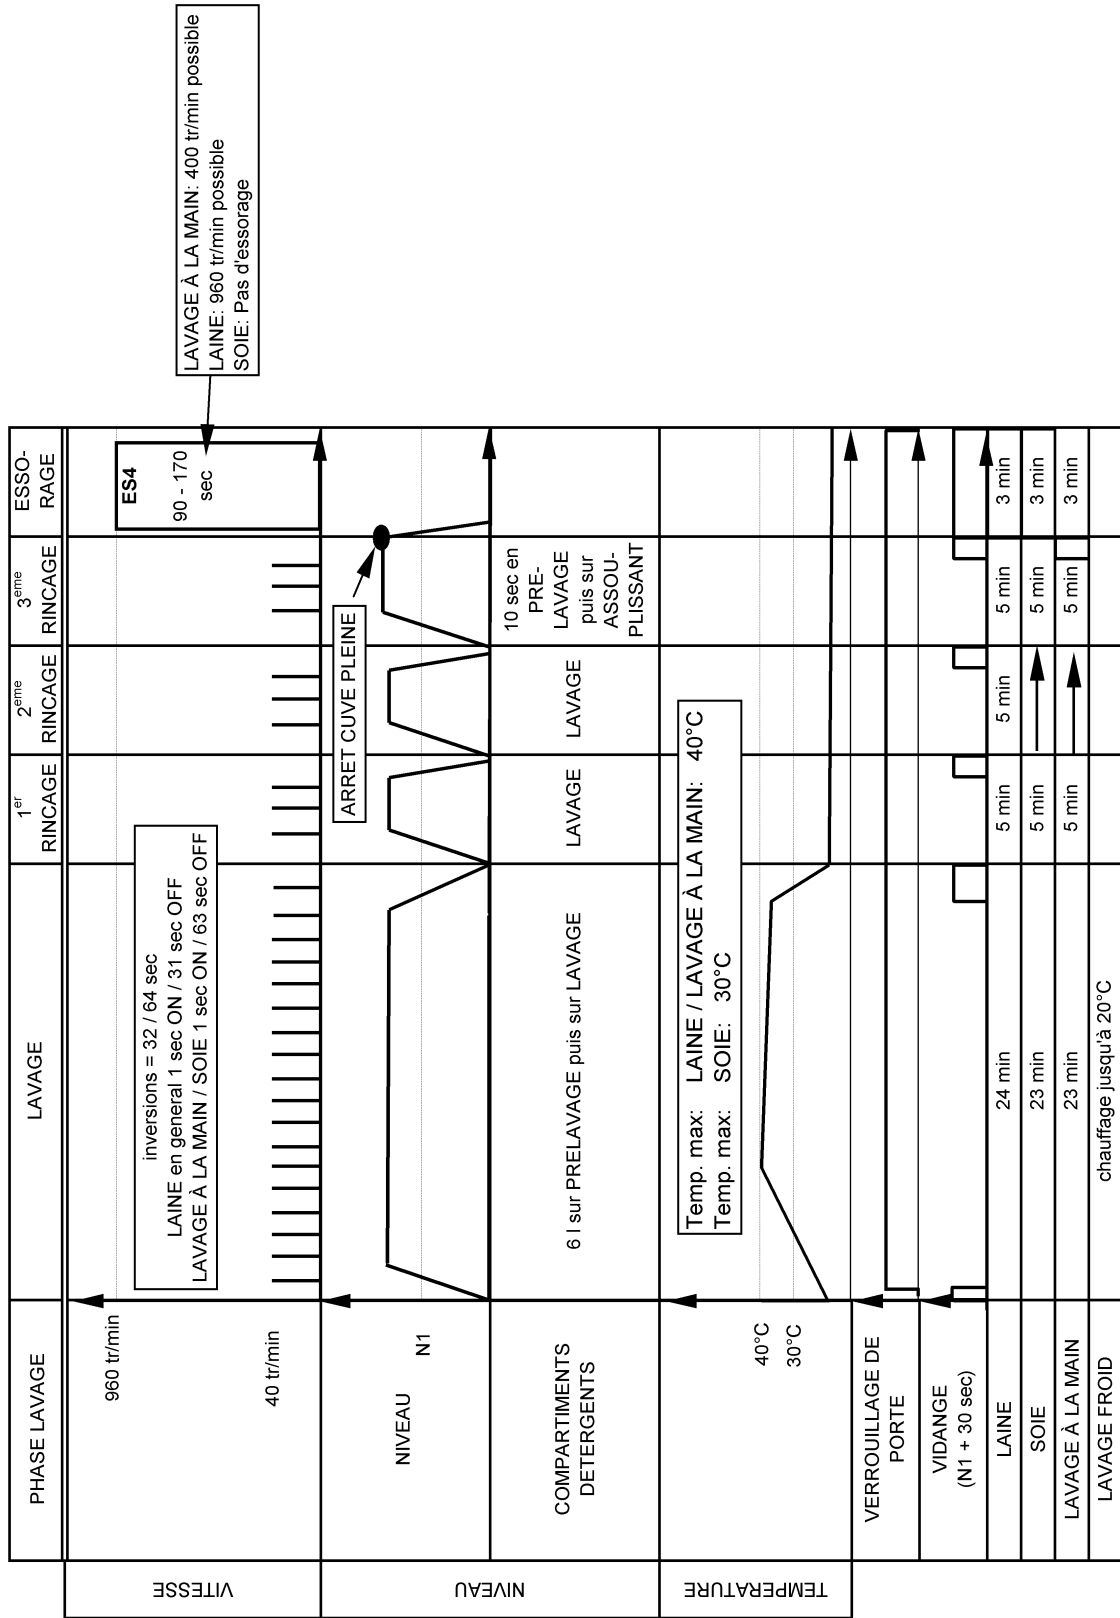 PHASE LAVAGE
LAVAGE
1er
RINCAGE
2eme
RINCAGE
3eme
RINCAGE
ESSO-
RAGE
VITESSE
960 tr/min
40 tr/min
inversions = 32 / 64 sec
LAINE en general 1 sec ON / 31 sec OFF
LAVAGE À LA MAIN / SOIE 1 sec ON / 63 sec OFF
ES4
90 - 170
sec
LAVAGE À LA MAIN: 400 tr/min possible
LAINE: 960 tr/min possible
SOIE: Pas d'essorage
NIVEAU
NIVEAU
N1
ARRET CUVE PLEINE
COMPARTIMENTS
DETERGENTS
6 l sur PRELAVAGE puis sur LAVAGE
LAVAGE
LAVAGE
10 sec en
PRE-
LAVAGE
puis sur
ASSOU-
PLISSANT
TEMPERATURE
40°C
30°C
Temp. max: LAINE / LAVAGE À LA MAIN: 40°C
Temp. max: SOIE: 30°C
VERROUILLAGE DE
PORTE
VIDANGE
(N1 + 30 sec)
LAINE 24 min 5 min 5 min 5 min 3 min
SOIE 23 min 5 min 5 min 3 min
LAVAGE À LA MAIN 23 min 5 min 5 min 3 min
LAVAGE FROID chauffage jusqu'à 20°C